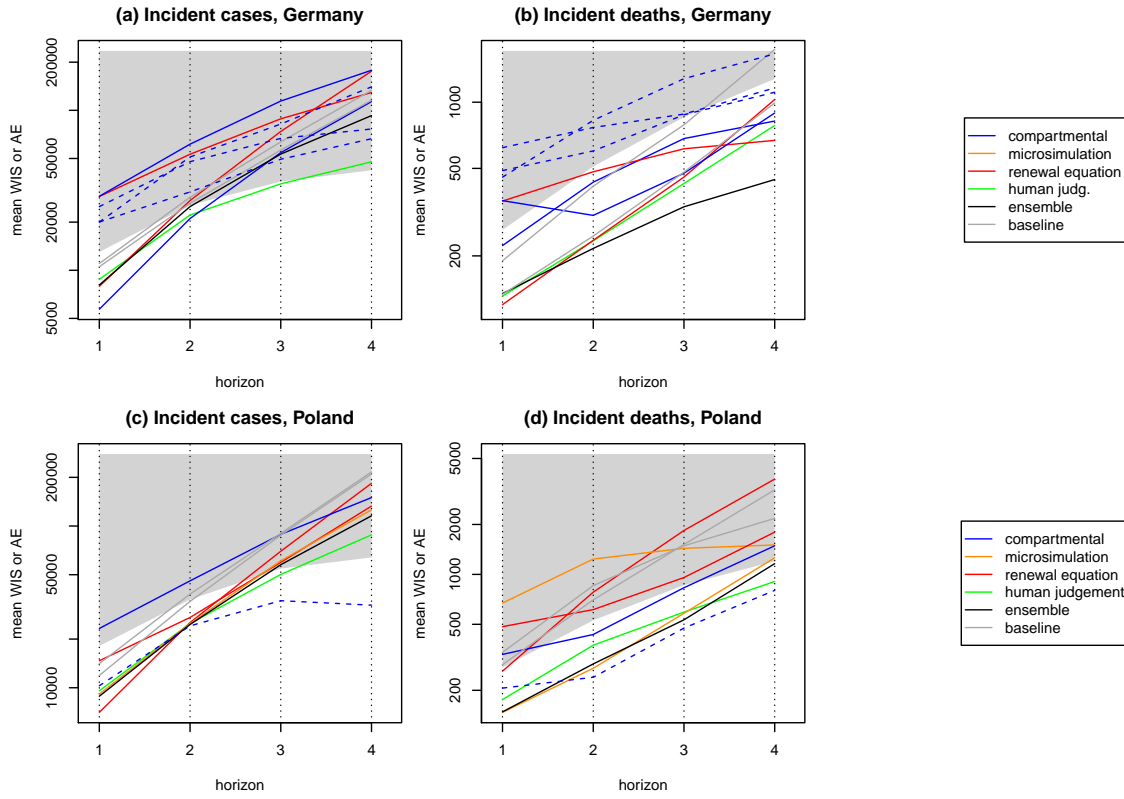 (a) Incident cases, Germany
mean WIS or AE
5000
20000
50000
200000
1
2
3
4
horizon
(b) Incident deaths, Germany
mean WIS or AE
200
500
1000
1
2
3
4
horizon
compartmental
microsimulation
renewal equation
human judg.
ensemble
baseline
(c) Incident cases, Poland
mean WIS or AE
10000
50000
200000
1
2
3
4
horizon
(d) Incident deaths, Poland
mean WIS or AE
200
500
1000
2000
5000
1
2
3
4
horizon
compartmental
microsimulation
renewal equation
human judgement
ensemble
baseline